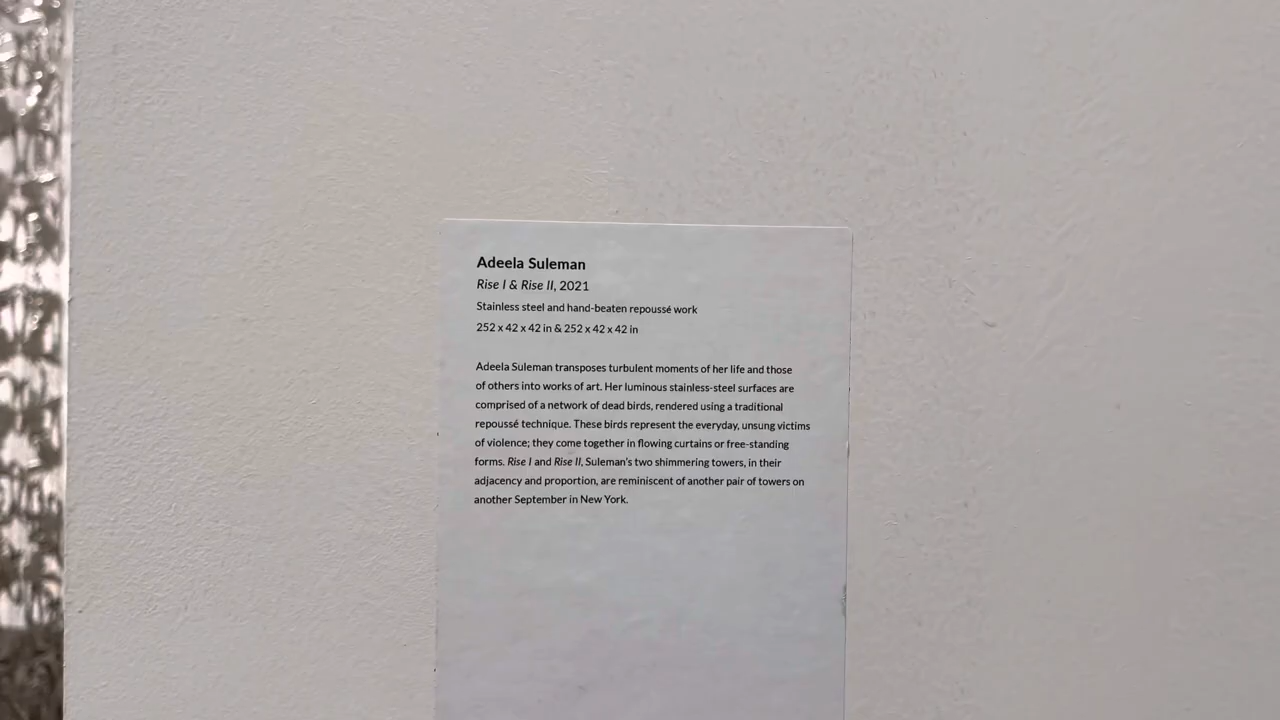 Adeela Suleman
Rise I & Rise II, 2021
Stainless steel and hand-beaten repoussé work
252 x 42 x 42 in & 252 x 42 x 42 in
Adeela Suleman transposes turbulent moments of her life and those
of others into works of art. Her luminous stainless-steel surfaces are
comprised of a network of dead birds, rendered using a traditional
repoussé technique. These birds represent the everyday, unsung victims
of violence; they come together in flowing curtains or free-standing
forms. Rise I and Rise II, Suleman's two shimmering towers, in their
adjacency and proportion, are reminiscent of another pair of towers on
another September in New York.